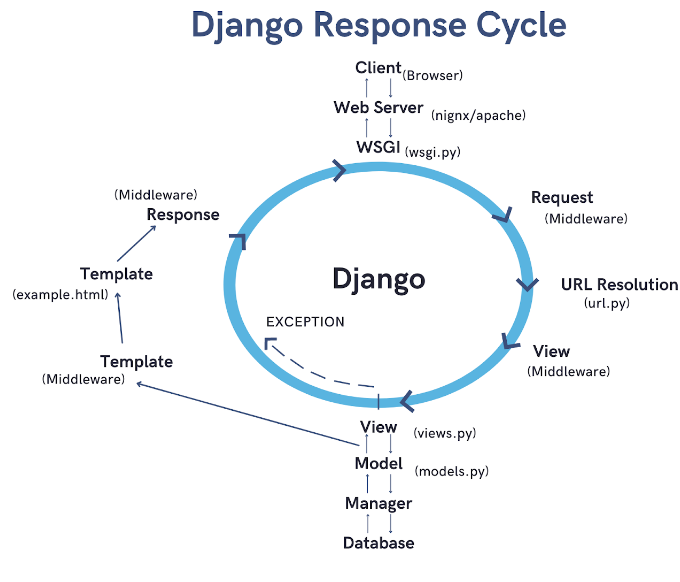 Django Response Cycle
Client (Browser)
Web Server (nignx/apache)
WSGI (wsgi.py)
Request
(Middleware)
URL Resolution
(url.py)
View
(Middleware)
Django
EXCEPTION
View (views.py)
Model (models.py)
Manager
Database
Template
(Middleware)
Template
(example.html)
(Middleware)
Response